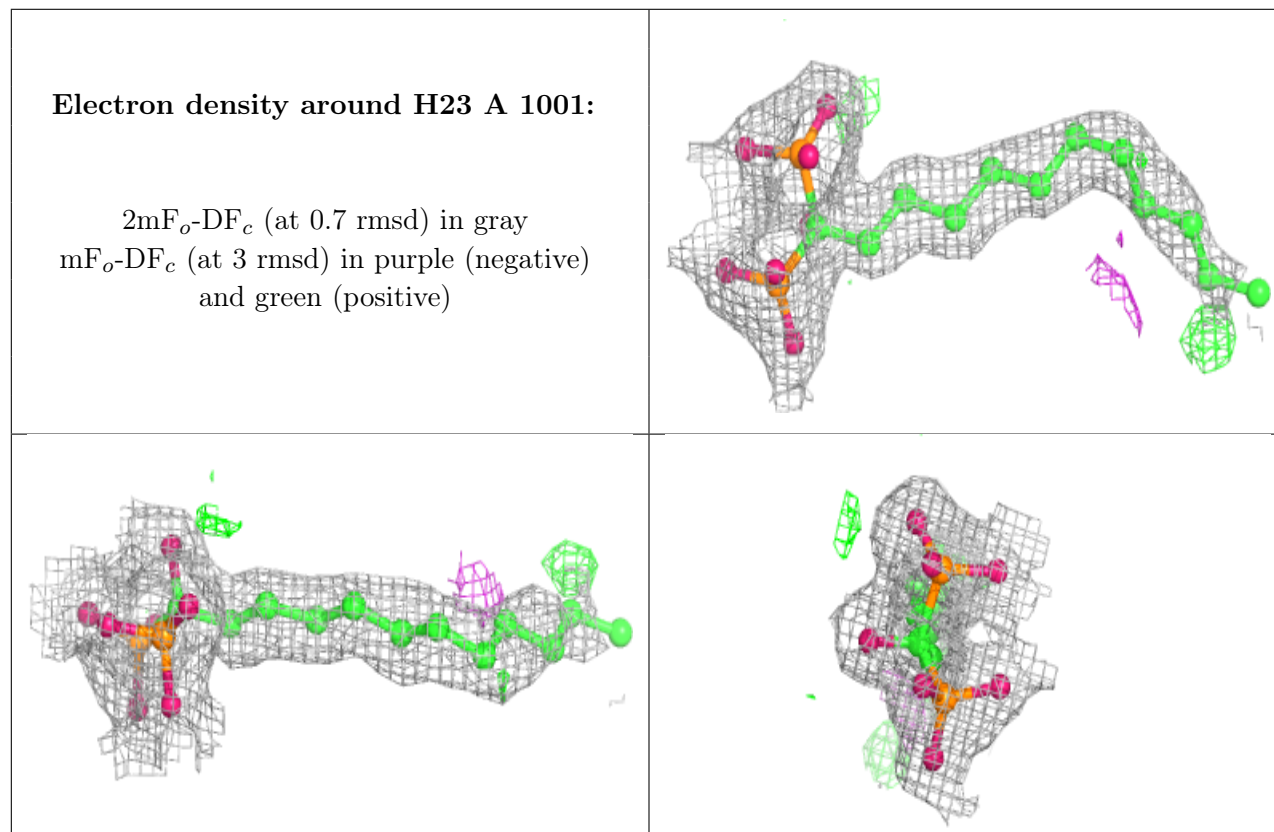 Electron density around H23 A 1001:
2mFₒ-DF𝒸 (at 0.7 rmsd) in gray
mFₒ-DF𝒸 (at 3 rmsd) in purple (negative)
and green (positive)